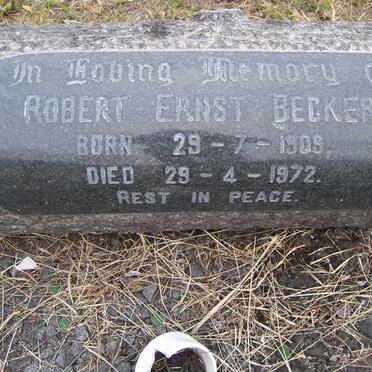 In Loving Memory o
ROBERT ERNST BECKER
BORN 29-7-1909,
DIED 29-4-1972.
REST IN PEACE.